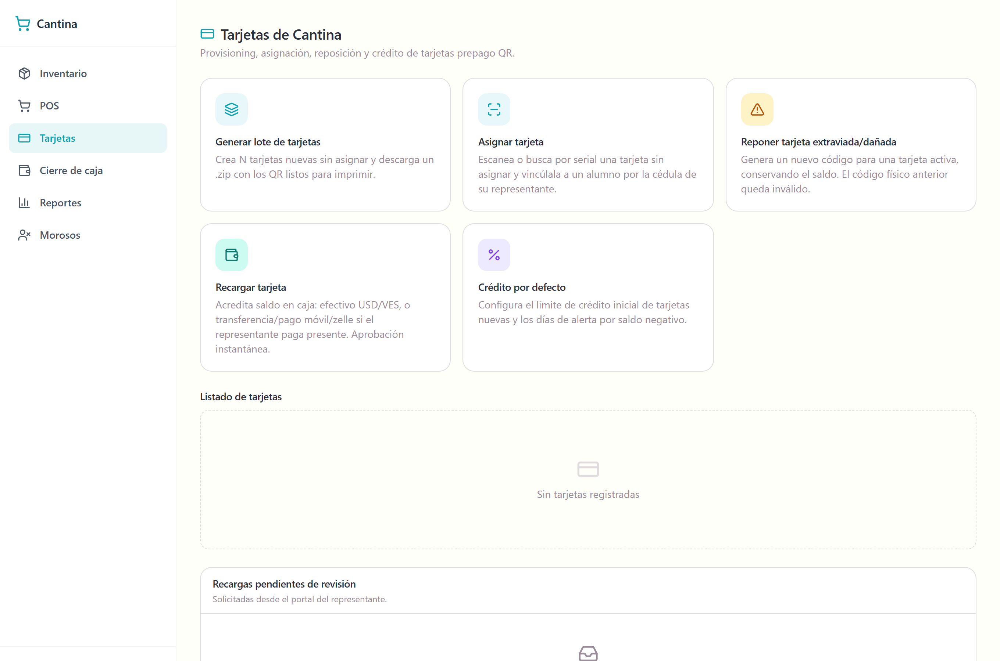 Cantina
Inventario
POS
Tarjetas
Cierre de caja
Reportes
Morosos
Tarjetas de Cantina
Provisioning, asignación, reposición y crédito de tarjetas prepago QR.
Generar lote de tarjetas
Crea N tarjetas nuevas sin asignar y descarga un
.zip con los QR listos para imprimir.
Asignar tarjeta
Escanea o busca por serial una tarjeta sin
asignar y vincúlala a un alumno por la cédula de
su representante.
Reponer tarjeta extraviada/dañada
Genera un nuevo código para una tarjeta activa,
conservando el saldo. El código físico anterior
queda inválido.
Recargar tarjeta
Acredita saldo en caja: efectivo USD/VES, o
transferencia/pago móvil/zelle si el
representante paga presente. Aprobación
instantánea.
Crédito por defecto
Configura el límite de crédito inicial de tarjetas
nuevas y los días de alerta por saldo negativo.
Listado de tarjetas
Sin tarjetas registradas
Recargas pendientes de revisión
Solicitadas desde el portal del representante.